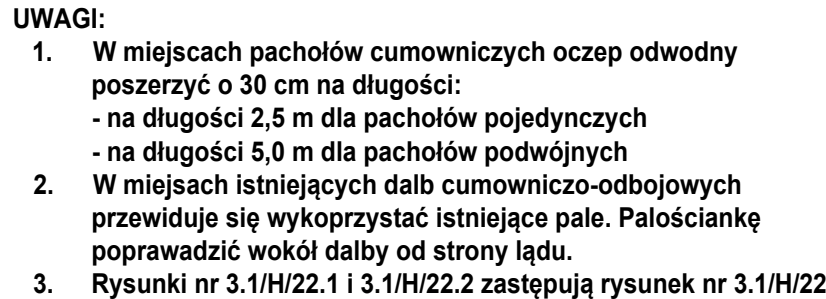 UWAGI:
1. W miejscach pachołów cumowniczych oczep odwodny
poszerzyć o 30 cm na długości:
- na długości 2,5 m dla pachołów pojedynczych
- na długości 5,0 m dla pachołów podwójnych
2. W miejsach istniejących dalb cumowniczo-odbojowych
przewiduje się wykoprzystać istniejące pale. Palościankę
poprawadzić wokół dalby od strony lądu.
3. Rysunki nr 3.1/H/22.1 i 3.1/H/22.2 zastępują rysunek nr 3.1/H/22